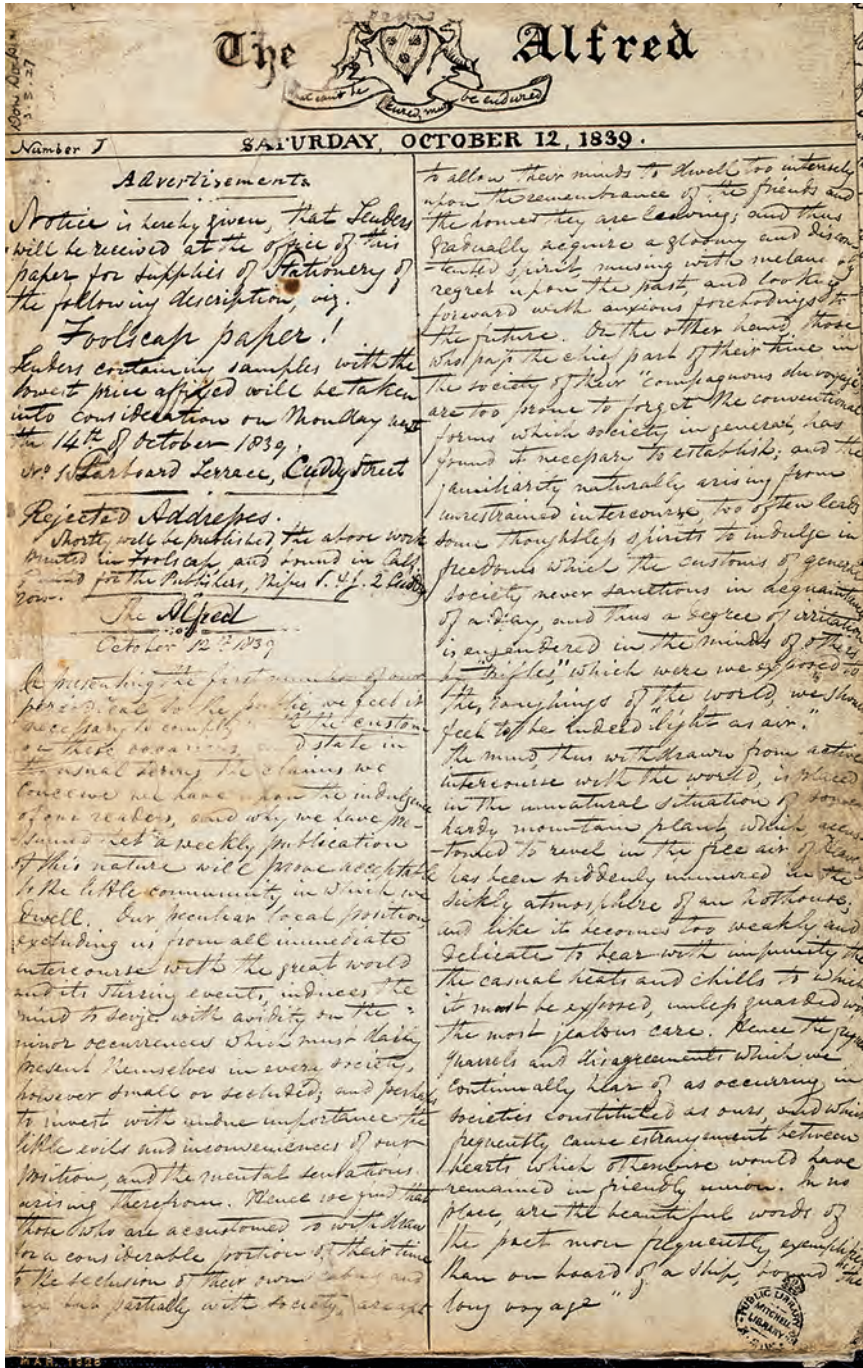 The Alfred
what can't be cured, must be endured
Number 1
SATURDAY, OCTOBER 12, 1839.
Advertisements
Notice is hereby given, that Tenders
will be received at the office of this
paper for supplies of Stationery of
the following description, viz.
Foolscap paper!
Tenders containing samples with the
lowest price affixed will be taken
into consideration on Monday next
the 14th of October 1839.
No 1 Starboard Terrace, Cuddy Street
Rejected Addresses.
Shortly will be published the above work
printed in Foolscap, and bound in Calf.
for the Publishers,
row.
The Alfred
October 12th 1839
In presenting the first number of our
periodical to the public, we feel it
necessary to comply the custom
on these occasions, and state in
the usual terms the claims we
conceive we have upon the indulgence
of our readers, and why we have pre-
sumed that a weekly publication
of this nature will prove acceptable
to the little community in which we
dwell. Our peculiar local position,
excluding us from all immediate
intercourse with the great world
and its stirring events, induces the
mind to seize with avidity on the
minor occurrences which must daily
present themselves in every society,
however small or secluded; and perhaps
to invest with undue importance the
little evils and inconveniences of our
position, and the mental sensations
arising therefrom. Hence we find that
those who are accustomed to withdraw
for a considerable portion of their time
to the seclusion of their own cabins and
mix but partially with society, are apt
to allow their minds to dwell too intensely
upon the remembrance of the friends and
the homes they are leaving; and thus
gradually acquire a gloomy and discon
-tented spirit, musing with melanc oly
regret upon the past, and looking
forward with anxious forebodings to
the future. On the other hand, those
who pass the chief part of their time in
the society of their "compagnons du voyage,"
are too prone to forget the conventional
forms which society in general, has
found it necessare to establish; and the
familiarity naturally arising from
unrestrained intercourse, too often leads
some thoughtless spirits to indulge in
freedoms which the customs of general
society never sanctions in acquaintance
of a day, and thus a degree of irritation
is engendered in the minds of others
by "trifles," which were we exposed to
the roughings of the world, we should
feel to be indeed "light as air."
The mind thus withdrawn from active
intercourse with the world, is placed
in the unnatural situation of some
hardy mountain plant, which accus
-tomed to revel in the free air of heaven
has been suddenly immured in the
sickly atmosphere of an hothouse;
and like it becomes too weakly and
delicate to bear with impunity the
the casual heats and chills to which
it must be exposed, unless guarded with
the most jealous care. Hence the
quarrels and disagreements which we
continually hear of as occurring in
societies constituted as ours, and which
frequently cause estrangement between
hearts which otherwise would have
remained in friendly union. In no
place, are the beautiful words of
the poet more frequently exemplified
than on board of a ship, bound
long voyage"
PUBLIC LIBRARY
MITCHELL
LIBRARY
N.S.W.
MAR. 1928